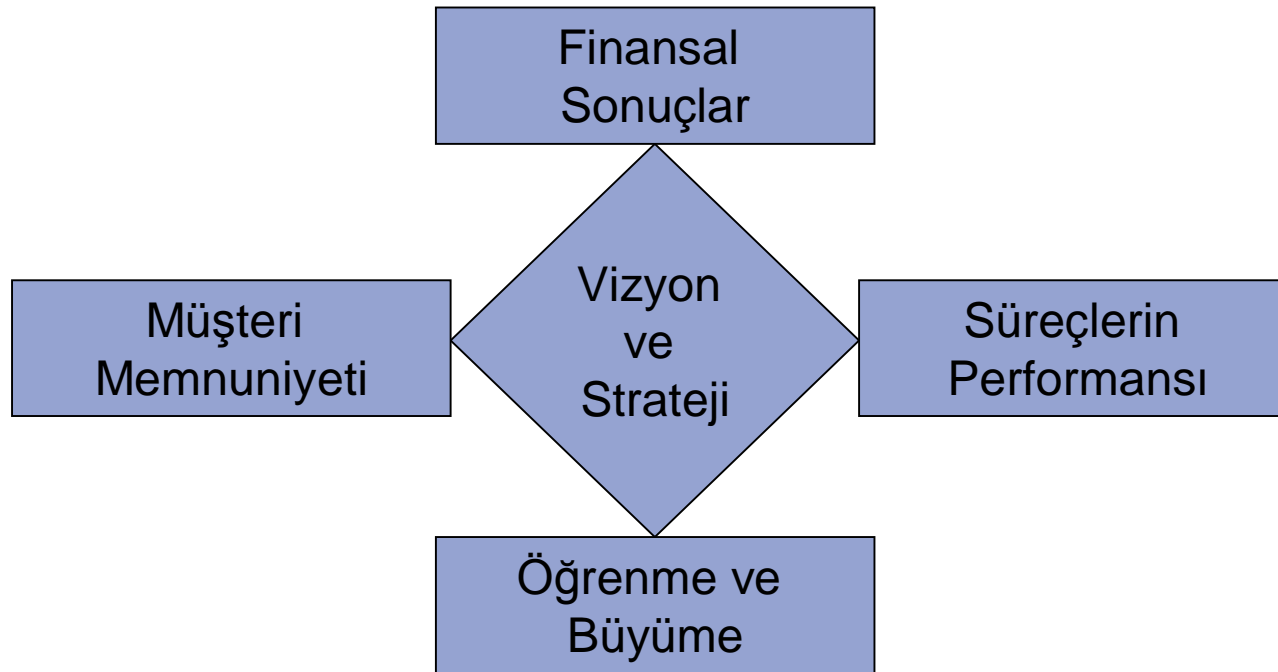 Finansal
Sonuçlar
Müşteri
Memnuniyeti
Vizyon
ve
Strateji
Süreçlerin
Performansı
Öğrenme ve
Büyüme